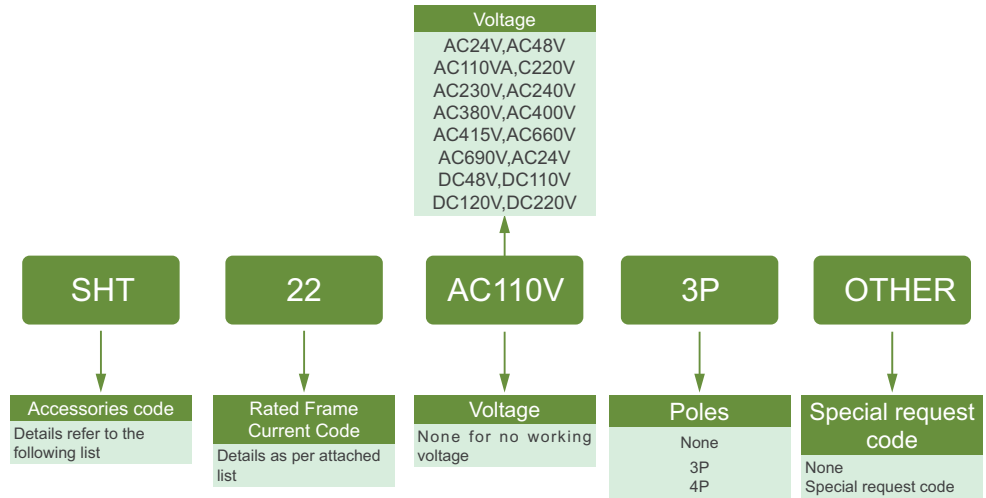 Voltage
AC24V,AC48V
AC110VA,C220V
AC230V,AC240V
AC380V,AC400V
AC415V,AC660V
AC690V,AC24V
DC48V,DC110V
DC120V,DC220V
SHT
22
AC110V
3P
OTHER
Accessories code
Details refer to the
following list
Rated Frame
Current Code
Details as per attached
list
Voltage
None for no working
voltage
Poles
None
3P
4P
Special request
code
None
Special request code